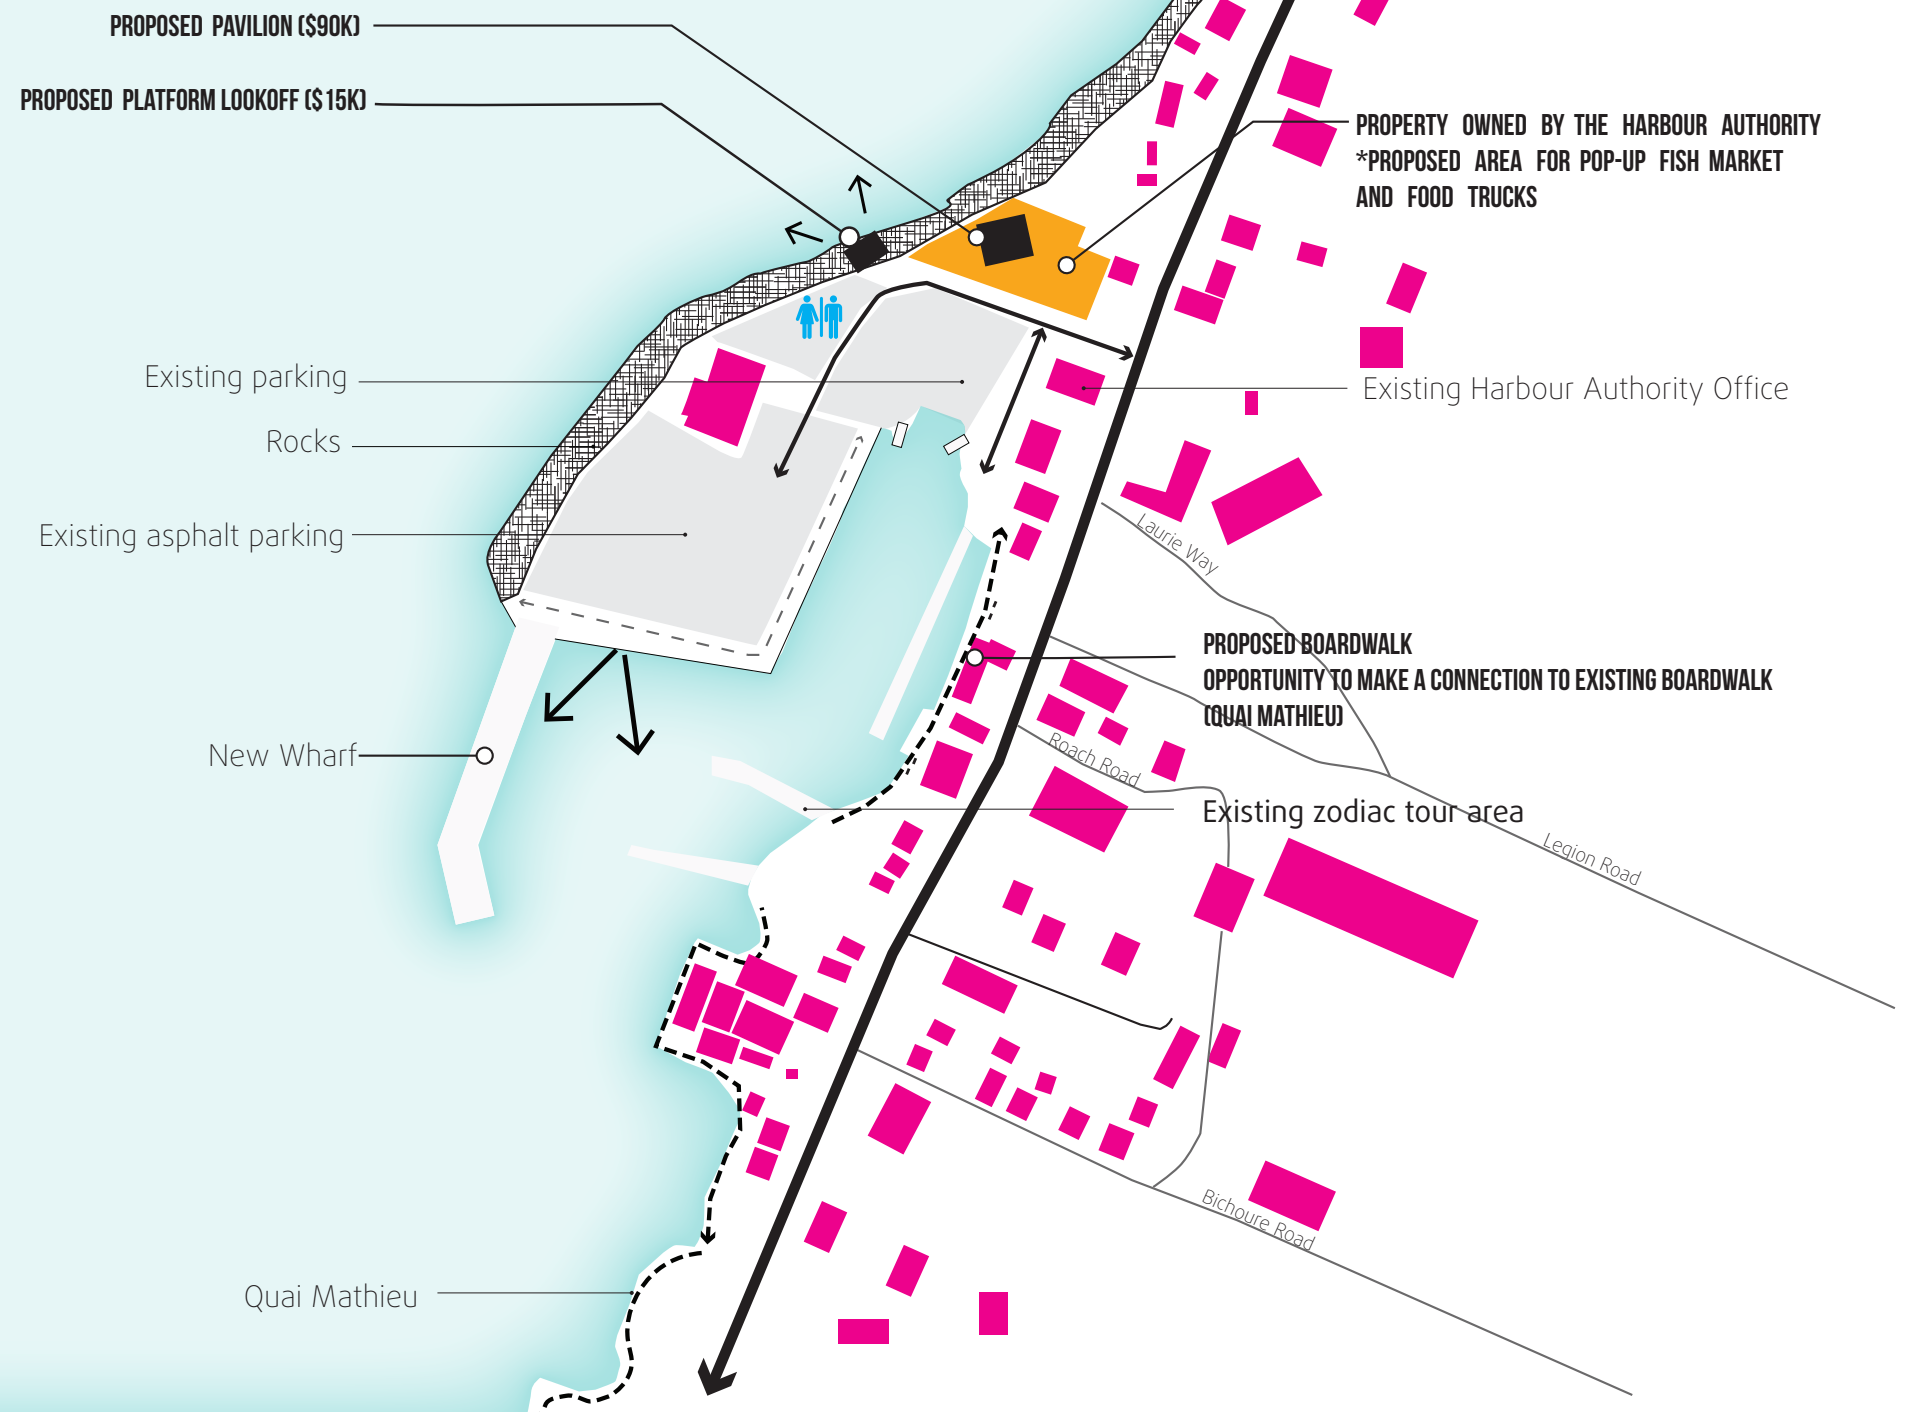 PROPOSED PAVILION ($90K)
PROPOSED PLATFORM LOOKOFF ($15K)
PROPERTY OWNED BY THE HARBOUR AUTHORITY
*PROPOSED AREA FOR POP-UP FISH MARKET
AND FOOD TRUCKS
Existing parking
Existing Harbour Authority Office
Rocks
Existing asphalt parking
Laurie Way
PROPOSED BOARDWALK
OPPORTUNITY TO MAKE A CONNECTION TO EXISTING BOARDWALK
(QUAI MATHIEU)
New Wharf
Roach Road
Existing zodiac tour area
Legion Road
Bichoure Road
Quai Mathieu